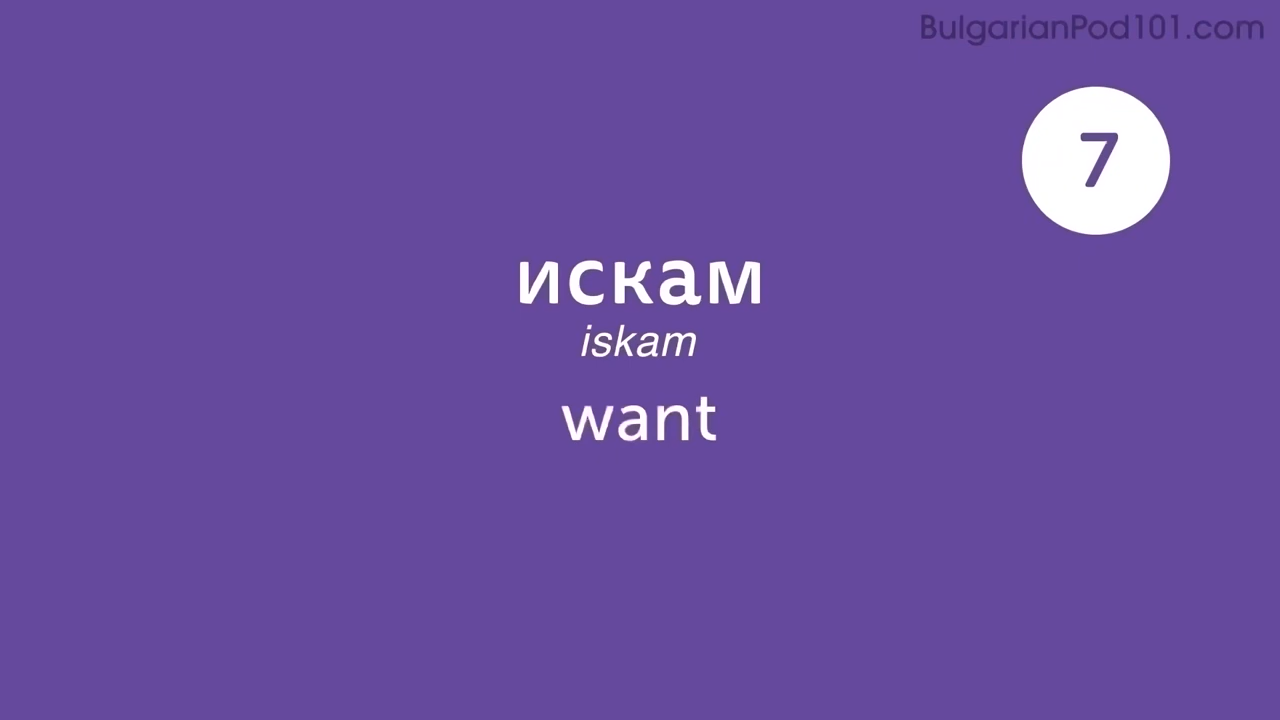 BulgarianPod101.com
7
искам
iskam
want